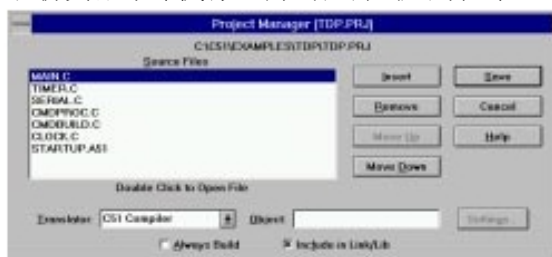 Project Manager (TDP.PRJ)
C:\C51\EXAMPLES\TDP\TDP.PRJ
Source Files
MAIN.C
TIMER.C
SERIAL.C
CMDPROC.C
CMDBUILD.C
CLOCK.C
STARTUP.A51
Insert
Save
Remove
Cancel
Move Up
Help
Move Down
Double Click to Open File
Translator: C51 Compiler
Object:
Settings...
Always Build
Include in Link/Lib